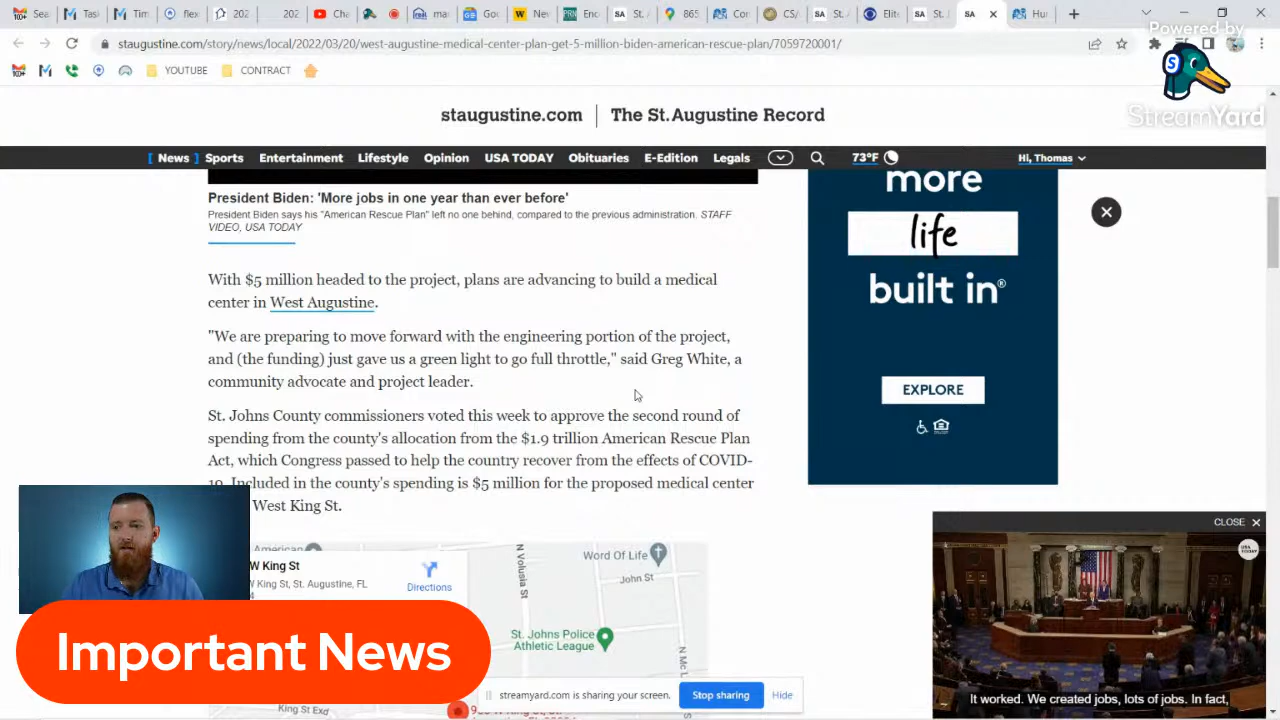 Powered by
StreamYard
staugustine.com/story/news/local/2022/03/20/west-augustine-medical-center-plan-get-5-million-biden-american-rescue-plan/7059720001/
YOUTUBE
CONTRACT
staugustine.com | The St. Augustine Record
[ News ] Sports Entertainment Lifestyle Opinion USA TODAY Obituaries E-Edition Legals 73°F Hi, Thomas
President Biden: 'More jobs in one year than ever before'
President Biden says his "American Rescue Plan" left no one behind, compared to the previous administration. STAFF
VIDEO, USA TODAY
With $5 million headed to the project, plans are advancing to build a medical
center in West Augustine.
"We are preparing to move forward with the engineering portion of the project,
and (the funding) just gave us a green light to go full throttle," said Greg White, a
community advocate and project leader.
St. Johns County commissioners voted this week to approve the second round of
spending from the county's allocation from the $1.9 trillion American Rescue Plan
Act, which Congress passed to help the country recover from the effects of COVID-
19. Included in the county's spending is $5 million for the proposed medical center
West King St.
more
life
built in®
EXPLORE
CLOSE
USA TODAY
It worked. We created jobs, lots of jobs. In fact,
American
W King St
W King St, St. Augustine, FL
4
Directions
N Volusia St
Word Of Life
John St
St. Johns Police
Athletic League
King St Exd
Important News
streamyard.com is sharing your screen.
Stop sharing
Hide